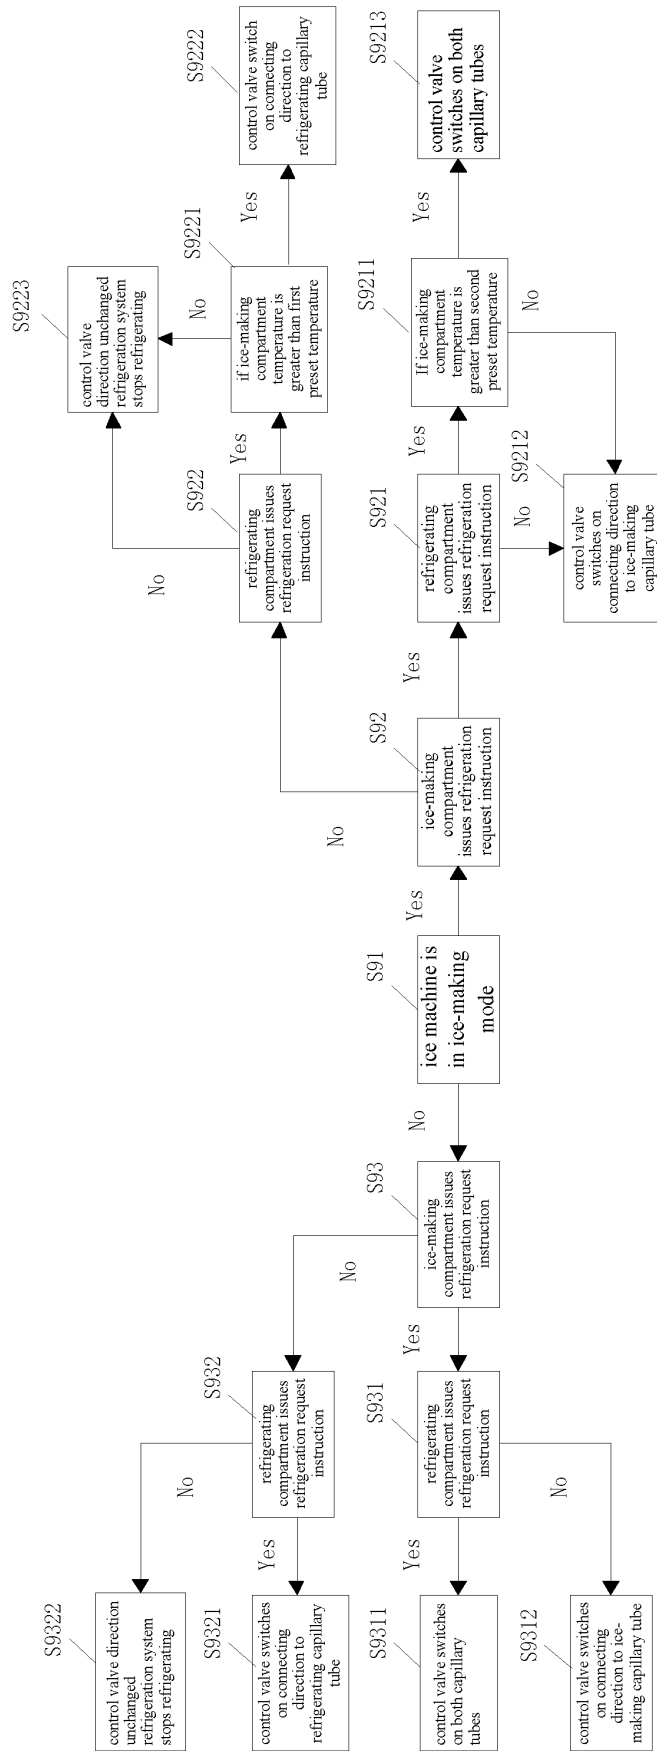 S9322
control valve direction
unchanged
refrigeration system
stops refrigerating
No
S932
refrigerating
compartment issues
refrigeration request
instruction
Yes
S9321
control valve switches
on connecting
direction to
refrigerating capillary
tube
No
S93
ice-making
compartment issues
refrigeration request
instruction
Yes
S931
refrigerating
compartment issues
refrigeration request
instruction
Yes
S9311
control valve switches
on both capillary
tubes
No
S9312
control valve switches
on connecting
direction to ice-
making capillary tube
No
S91
ice machine is
in ice-making
mode
Yes
S92
ice-making
compartment
issues refrigeration
request instruction
No
S922
refrigerating
compartment issues
refrigeration request
instruction
No
S9223
control valve
direction unchanged
refrigeration system
stops refrigerating
Yes
S9221
if ice-making
compartment
temperature is
greater than first
preset temperature
No
Yes
S9222
control valve switch
on connecting
direction to
refrigerating capillary
tube
Yes
S921
refrigerating
compartment
issues refrigeration
request instruction
Yes
S9211
If ice-making
compartment
temperature is
greater than second
preset temperature
Yes
S9213
control valve
switches on both
capillary tubes
No
No
S9212
control valve
switches on
connecting direction
to ice-making
capillary tube